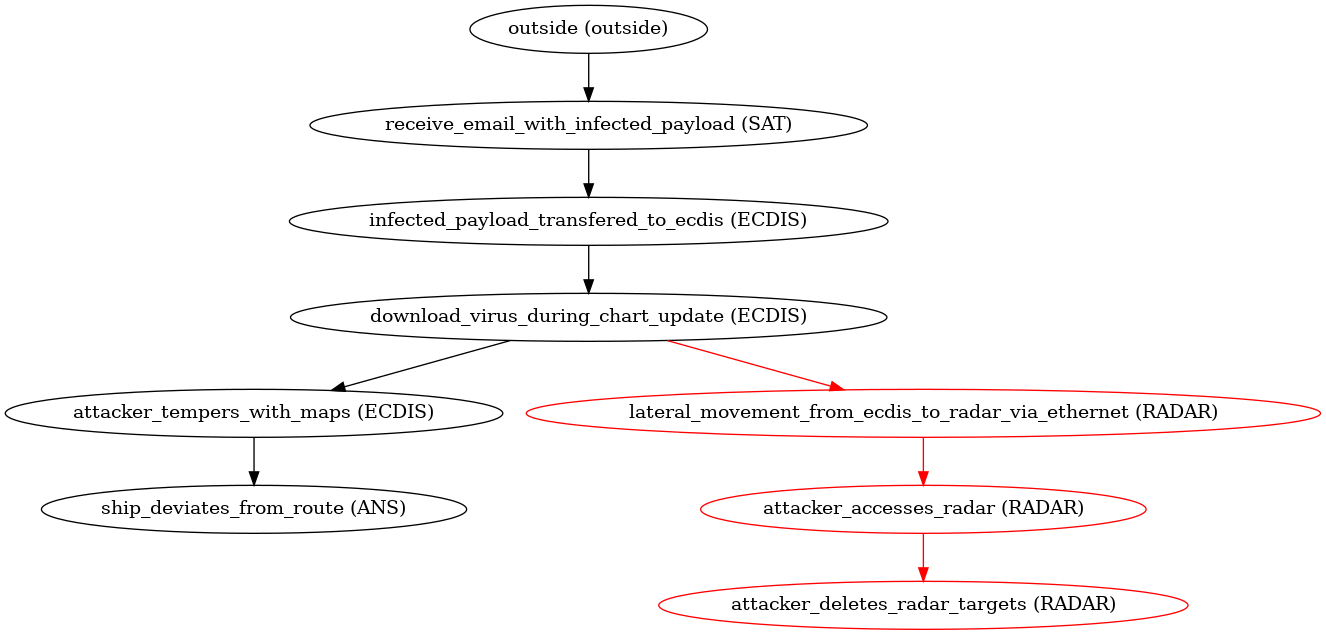 outside (outside)
receive_email_with_infected_payload (SAT)
infected_payload_transfered_to_ecdis (ECDIS)
download_virus_during_chart_update (ECDIS)
attacker_tempers_with_maps (ECDIS)
lateral_movement_from_ecdis_to_radar_via_ethernet (RADAR)
ship_deviates_from_route (ANS)
attacker_accesses_radar (RADAR)
attacker_deletes_radar_targets (RADAR)